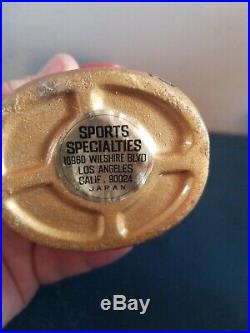 SPORTS
SPECIALTIES
10960 WILSHIRE BLVD
LOS ANGELES
CALIF. 90024
JAPAN